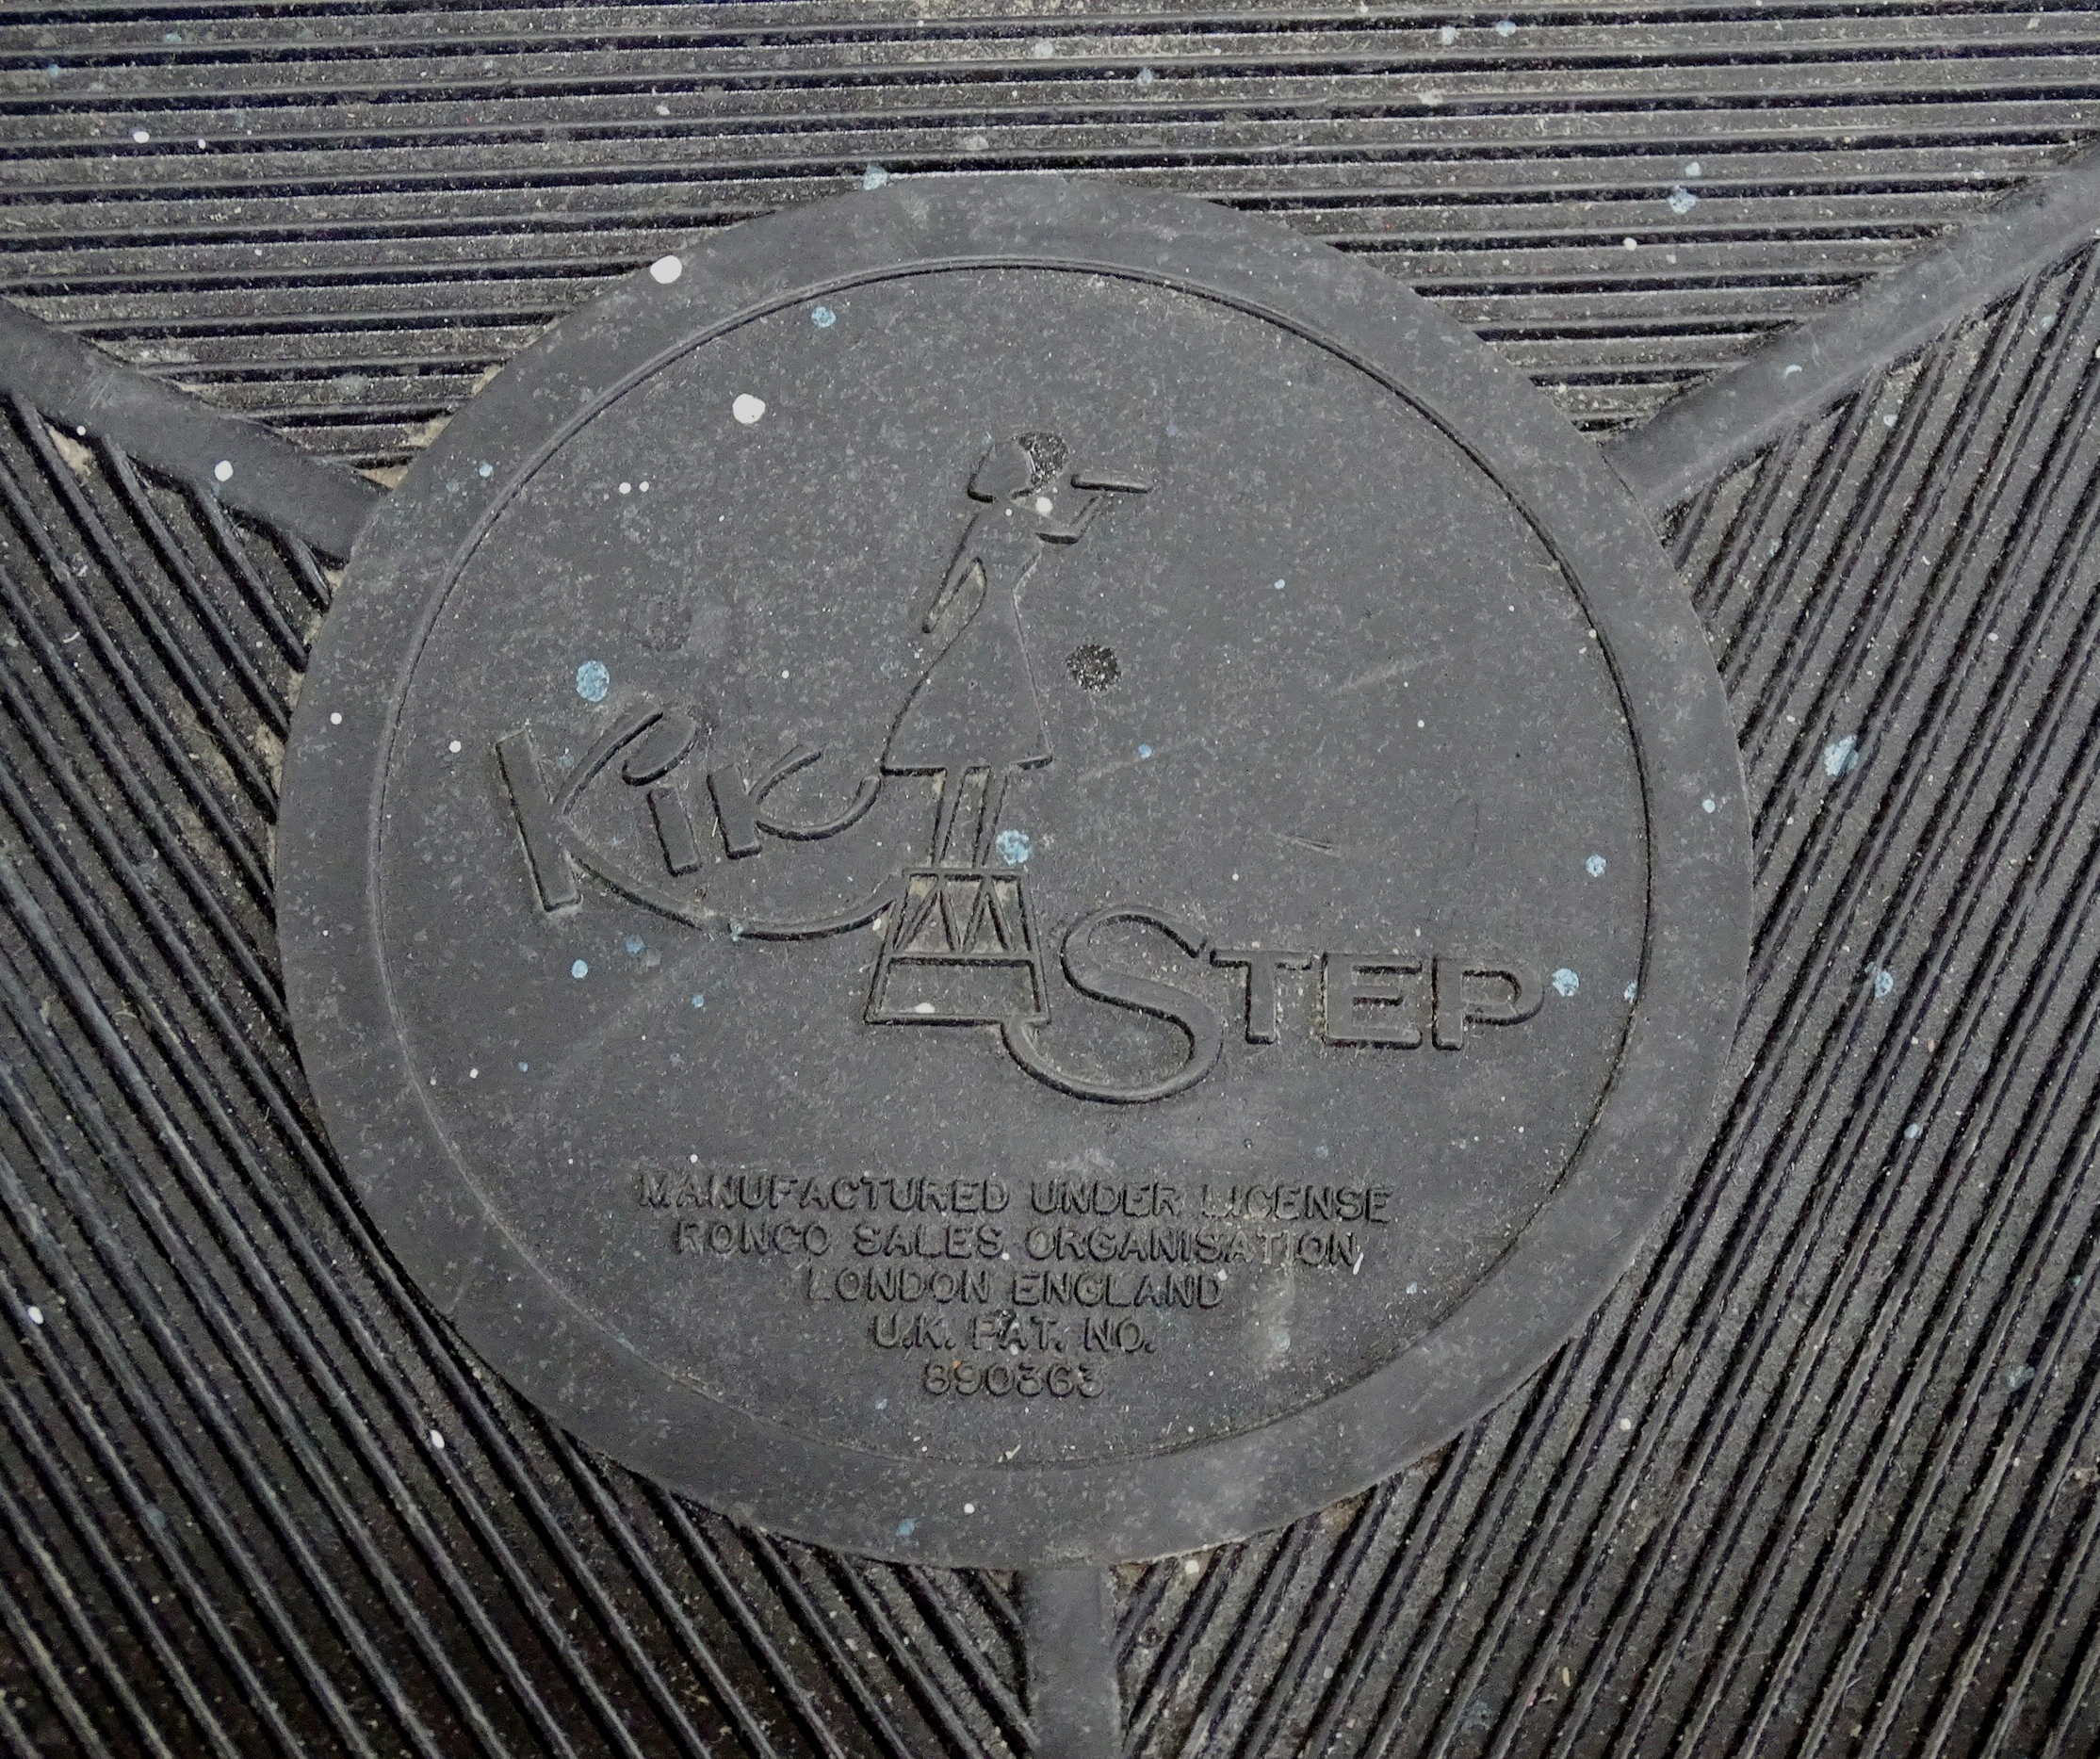 Kik STEP
MANUFACTURED UNDER LICENSE
RONCO SALES ORGANISATION
LONDON ENGLAND
U.K. PAT. NO.
890363